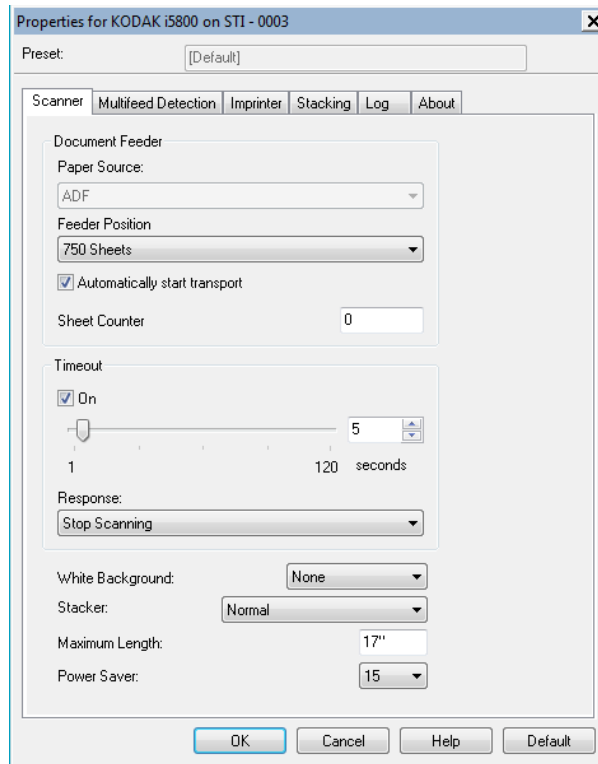 Properties for KODAK i5800 on STI - 0003
Preset: [Default]
Scanner Multifeed Detection Imprinter Stacking Log About
Document Feeder
Paper Source:
ADF
Feeder Position
750 Sheets
Automatically start transport
Sheet Counter 0
Timeout
On
5
1 120 seconds
Response:
Stop Scanning
White Background: None
Stacker: Normal
Maximum Length: 17"
Power Saver: 15
OK Cancel Help Default